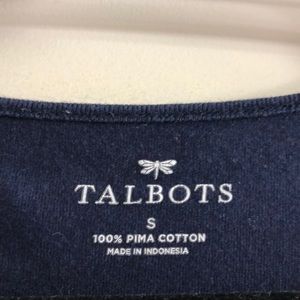 TALBOTS
S
100% PIMA COTTON
MADE IN INDONESIA